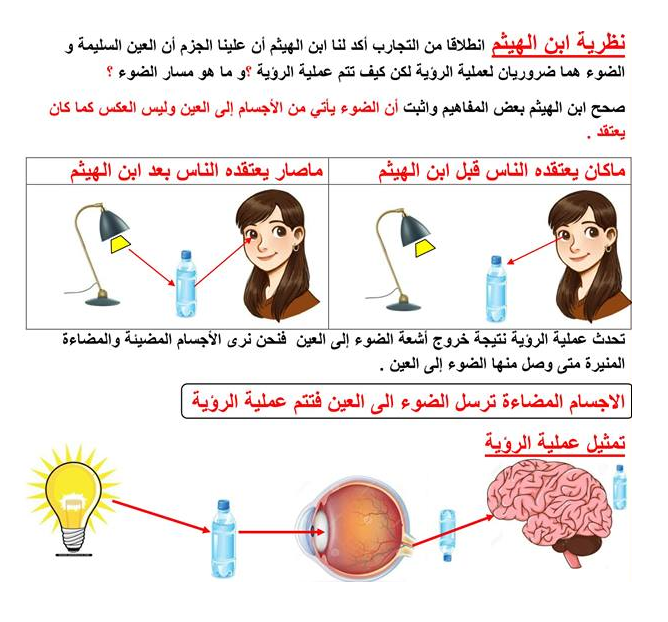 نظرية ابن الهيثم انطلاقا من التجارب أكد لنا ابن الهيثم أن علينا الجزم أن العين السليمة و
الضوء هما ضروريان لعملية الرؤية لكن كيف تتم عملية الرؤية ؟و ما هو مسار الضوء ؟
صحح ابن الهيثم بعض المفاهيم واثبت أن الضوء يأتي من الأجسام إلى العين وليس العكس كما كان
يعتقد .
ماكان يعتقده الناس قبل ابن الهيثم
ماصار يعتقده الناس بعد ابن الهيثم
تحدث عملية الرؤية نتيجة خروج أشعة الضوء إلى العين فنحن نرى الأجسام المضيئة والمضاءة
المنيرة متى وصل منها الضوء إلى العين .
الاجسام المضاءة ترسل الضوء الى العين فتتم عملية الرؤية
تمثيل عملية الرؤية